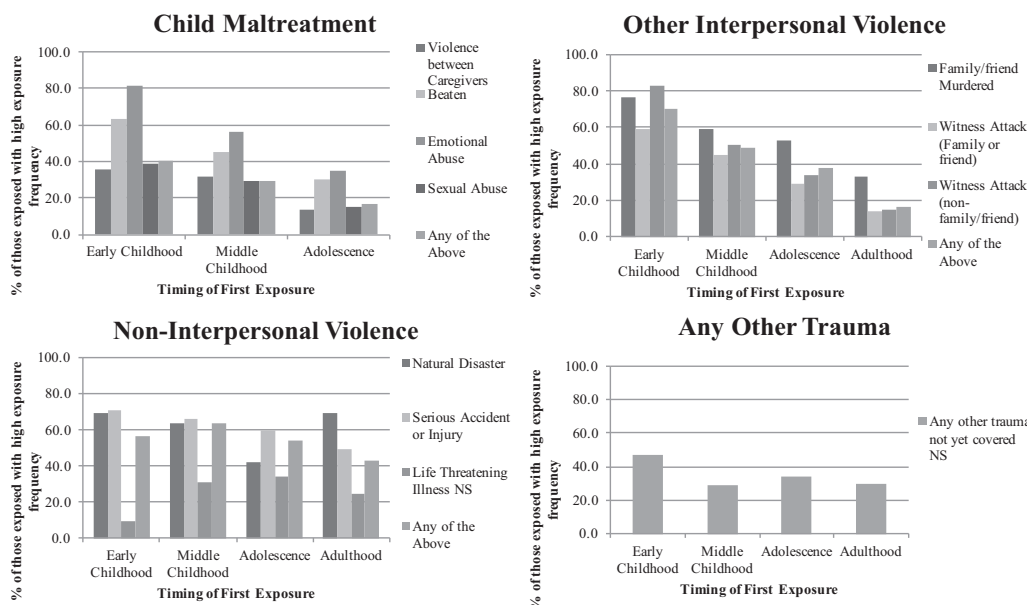 Child Maltreatment
% of those exposed with high exposure
frequency
100.0
80.0
60.0
40.0
20.0
0.0
Early Childhood
Middle
Childhood
Adolescence
Timing of First Exposure
Violence
between
Caregivers
Beaten
Emotional
Abuse
Sexual Abuse
Any of the
Above
Other Interpersonal Violence
% of those exposed with high exposure
frequency
100.0
80.0
60.0
40.0
20.0
0.0
Early
Childhood
Middle
Childhood
Adolescence
Adulthood
Timing of First Exposure
Family/friend
Murdered
Witness Attack
(Family or
friend)
Witness Attack
(non-
family/friend)
Any of the
Above
Non-Interpersonal Violence
% of those exposed with high exposure
frequency
100.0
80.0
60.0
40.0
20.0
0.0
Early
Childhood
Middle
Childhood
Adolescence
Adulthood
Timing of First Exposure
Natural Disaster
Serious Accident
or Injury
Life Threatening
Illness NS
Any of the
Above
Any Other Trauma
% of those exposed with high exposure
frequency
100.0
80.0
60.0
40.0
20.0
0.0
Early
Childhood
Middle
Childhood
Adolescence
Adulthood
Timing of First Exposure
Any other trauma
not yet covered
NS